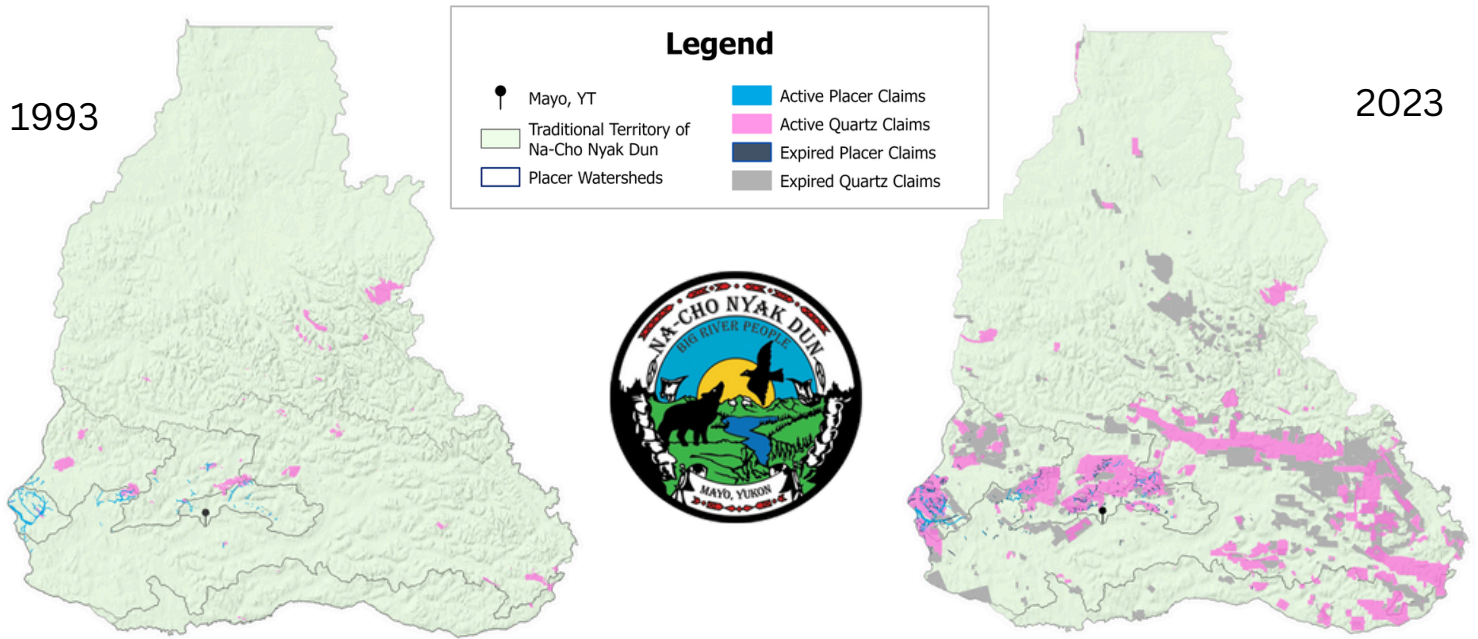 1993
Legend
Mayo, YT
Traditional Territory of
Na-Cho Nyak Dun
Placer Watersheds
Active Placer Claims
Active Quartz Claims
Expired Placer Claims
Expired Quartz Claims
2023
NA-CHO NYAK DUN
BIG RIVER PEOPLE
MAYO, YUKON